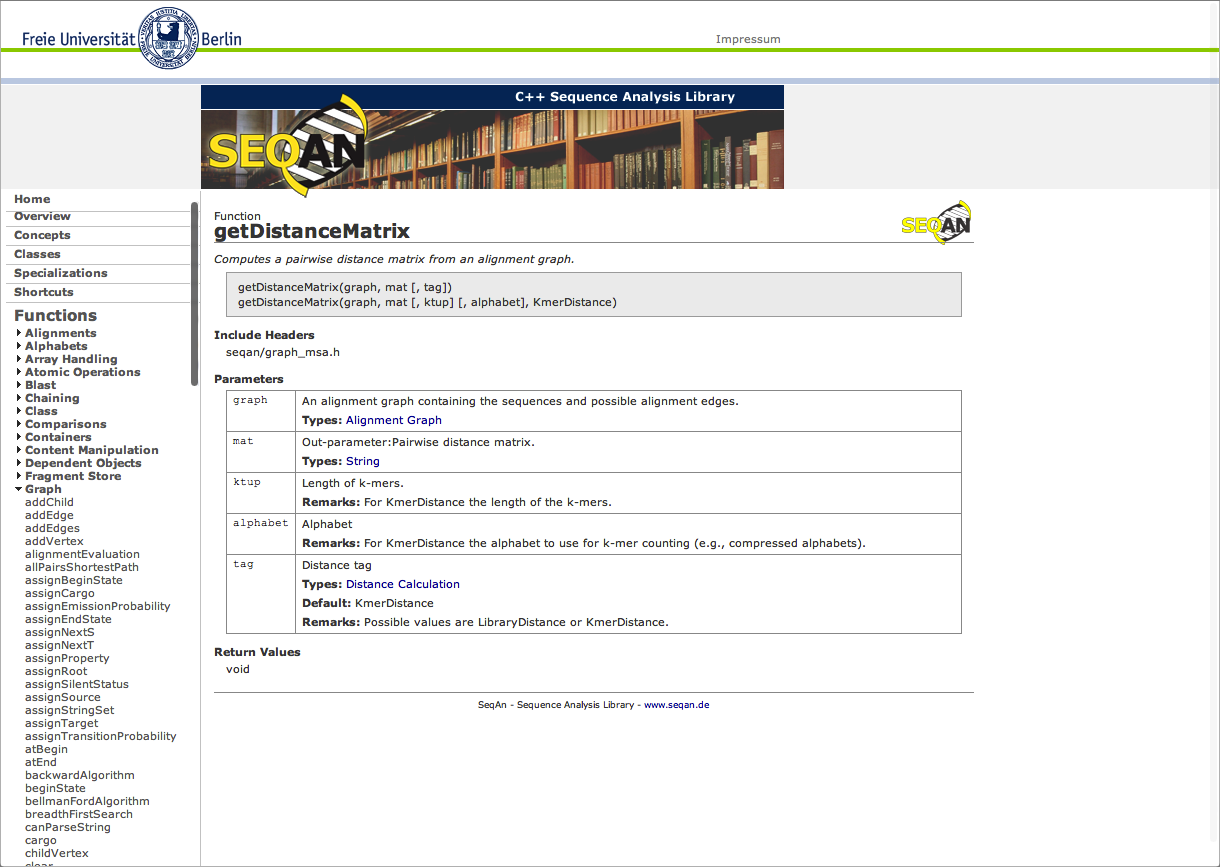 Freie Universität Berlin
Impressum
C++ Sequence Analysis Library
SEQAN
Home
Overview
Concepts
Classes
Specializations
Shortcuts
Functions
Alignments
Alphabets
Array Handling
Atomic Operations
Blast
Chaining
Class
Comparisons
Containers
Content Manipulation
Dependent Objects
Fragment Store
Graph
addChild
addEdge
addEdges
addVertex
alignmentEvaluation
allPairsShortestPath
assignBeginState
assignCargo
assignEmissionProbability
assignEndState
assignNextS
assignNextT
assignProperty
assignRoot
assignSilentStatus
assignSource
assignStringSet
assignTarget
assignTransitionProbability
atBegin
atEnd
backwardAlgorithm
beginState
bellmanFordAlgorithm
breadthFirstSearch
canParseString
cargo
childVertex
clear
Function
getDistanceMatrix
SEQAN
Computes a pairwise distance matrix from an alignment graph.
getDistanceMatrix(graph, mat [, tag])
getDistanceMatrix(graph, mat [, ktup] [, alphabet], KmerDistance)
Include Headers
seqan/graph_msa.h
Parameters
graph An alignment graph containing the sequences and possible alignment edges.
Types: Alignment Graph
mat Out-parameter:Pairwise distance matrix.
Types: String
ktup Length of k-mers.
Remarks: For KmerDistance the length of the k-mers.
alphabet Alphabet
Remarks: For KmerDistance the alphabet to use for k-mer counting (e.g., compressed alphabets).
tag Distance tag
Types: Distance Calculation
Default: KmerDistance
Remarks: Possible values are LibraryDistance or KmerDistance.
Return Values
void
SeqAn - Sequence Analysis Library - www.seqan.de